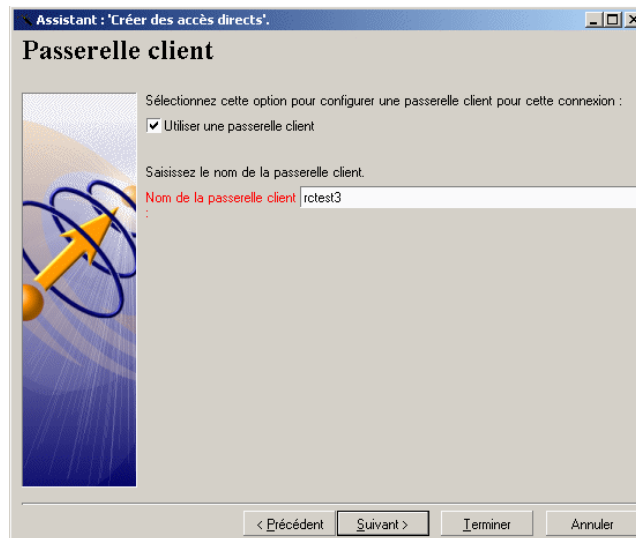 Assistant : 'Créer des accès directs'.
Passerelle client
Sélectionnez cette option pour configurer une passerelle client pour cette connexion :
Utiliser une passerelle client
Saisissez le nom de la passerelle client.
Nom de la passerelle client rctest3
:
< Précédent Suivant > Terminer Annuler